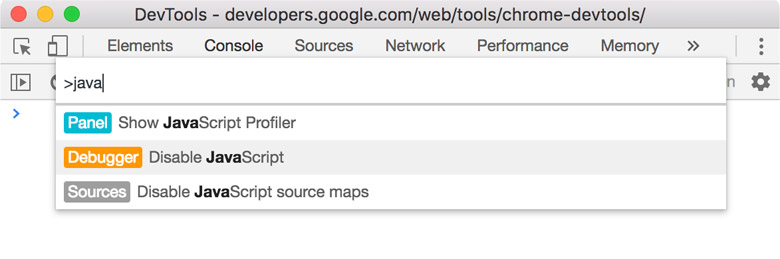 DevTools - developers.google.com/web/tools/chrome-devtools/
Elements Console Sources Network Performance Memory »
>java
Panel Show JavaScript Profiler
Debugger Disable JavaScript
Sources Disable JavaScript source maps